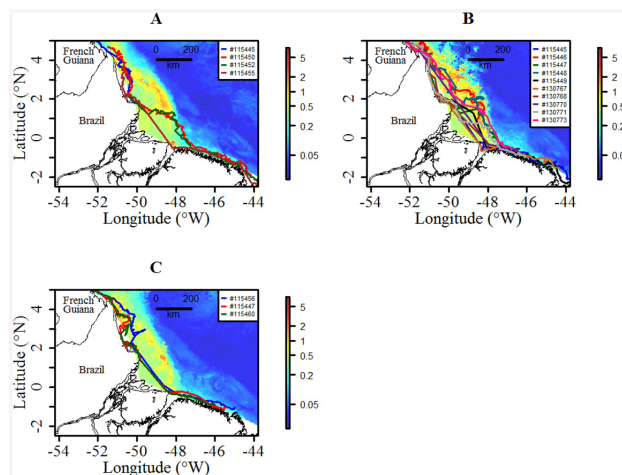 A
French
Guiana
0 200
km
#115445
#115450
#115452
#115455
Brazil
Latitude (°N)
4
2
0
-2
-54 -52 -50 -48 -46 -44
Longitude (°W)
5
2
1
0.5
0.2
0.05
B
French
Guiana
0 200
km
#115445
#115446
#115447
#115448
#115449
#130767
#130768
#130770
#130771
#130773
Brazil
Latitude (°N)
4
2
0
-2
-54 -52 -50 -48 -46 -44
Longitude (°W)
5
2
1
0.5
0.2
0.05
C
French
Guiana
0 200
km
#115456
#115447
#115460
Brazil
Latitude (°N)
4
2
0
-2
-54 -52 -50 -48 -46 -44
Longitude (°W)
5
2
1
0.5
0.2
0.05